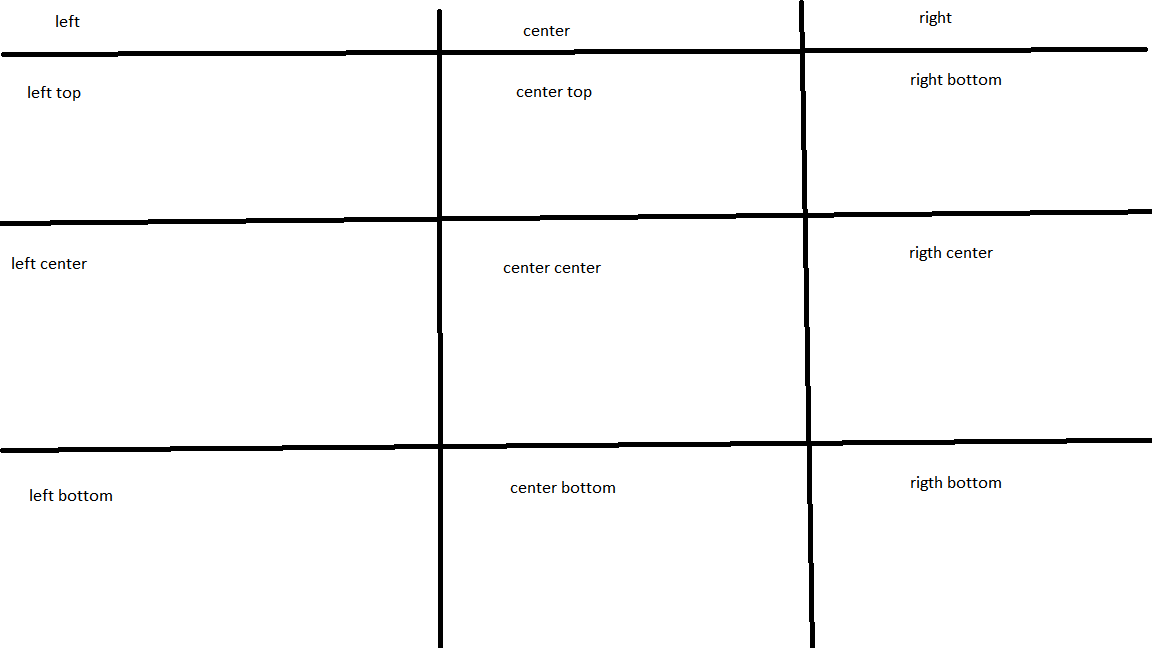 left
center
right
left top
center top
right bottom
left center
center center
rigth center
left bottom
center bottom
rigth bottom